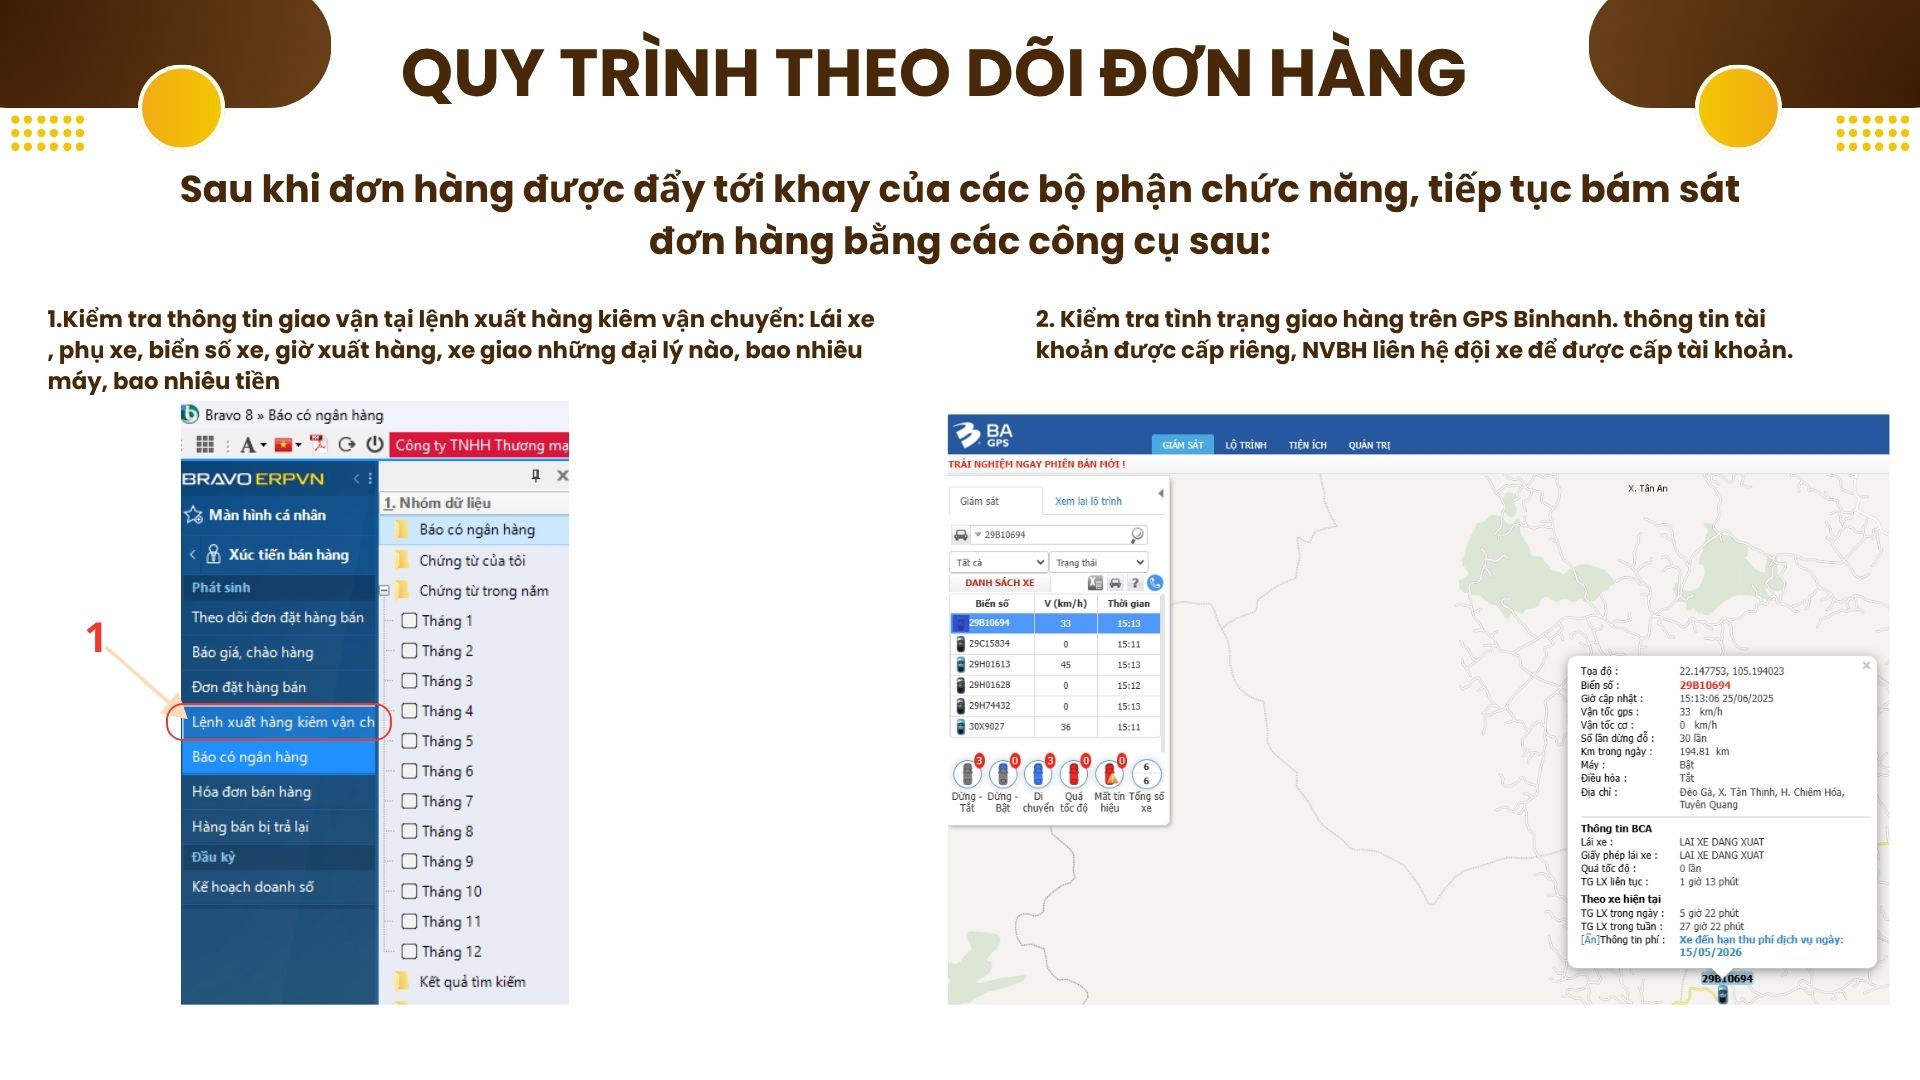 QUY TRÌNH THEO DÕI ĐƠN HÀNG
Sau khi đơn hàng được đẩy tới khay của các bộ phận chức năng, tiếp tục bám sát
đơn hàng bằng các công cụ sau:
1.Kiểm tra thông tin giao vận tại lệnh xuất hàng kiêm vận chuyển: Lái xe
, phụ xe, biển số xe, giờ xuất hàng, xe giao những đại lý nào, bao nhiêu
máy, bao nhiêu tiền
Bravo 8 » Báo có ngân hàng
A
Công ty TNHH Thương mạ
BRAVO ERPVN
Màn hình cá nhân
Xúc tiến bán hàng
Phát sinh
Theo dõi đơn đặt hàng bán
Báo giá, chào hàng
Đơn đặt hàng bán
1
Lệnh xuất hàng kiêm vận ch
Báo có ngân hàng
Hóa đơn bán hàng
Hàng bán bị trả lại
Đầu kỳ
Kế hoạch doanh số
1. Nhóm dữ liệu
Báo có ngân hàng
Chứng từ của tôi
Chứng từ trong năm
Tháng 1
Tháng 2
Tháng 3
Tháng 4
Tháng 5
Tháng 6
Tháng 7
Tháng 8
Tháng 9
Tháng 10
Tháng 11
Tháng 12
Kết quả tìm kiếm
2. Kiểm tra tình trạng giao hàng trên GPS Binhanh. thông tin tài
khoản được cấp riêng, NVBH liên hệ đội xe để được cấp tài khoản.
BA
GPS
GIÁM SÁT LỘ TRÌNH TIỆN ÍCH QUẢN TRỊ
TRẢI NGHIỆM NGAY PHIÊN BẢN MỚI !
Giám sát Xem lại lộ trình
29B10694
Tất cả Trạng thái
DANH SÁCH XE
Biển số V (km/h) Thời gian
29B10694 33 15:13
29C15834 0 15:11
29H01613 45 15:13
29H01628 0 15:12
29H74432 0 15:13
30X9027 36 15:11
3 0 3 0 0 6
6
Dừng - Dừng - Di Quá Mất tín Tổng số
Tắt Bật chuyển tốc độ hiệu xe
X. Tân An
Tọa độ : 22.147753, 105.194023
Biển số : 29B10694
Giờ cập nhật : 15:13:06 25/06/2025
Vận tốc gps : 33 km/h
Vận tốc cơ : 0 km/h
Số lần dừng đỗ : 30 lần
Km trong ngày : 194.81 km
Máy : Bật
Điều hòa : Tắt
Địa chỉ : Đèo Gà, X. Tân Thịnh, H. Chiêm Hóa,
Tuyên Quang
Thông tin BCA
Lái xe : LAI XE DANG XUAT
Giấy phép lái xe : LAI XE DANG XUAT
Quá tốc độ : 0 lần
TG LX liên tục : 1 giờ 13 phút
Theo xe hiện tại
TG LX trong ngày : 5 giờ 22 phút
TG LX trong tuần : 27 giờ 22 phút
[Ẩn]Thông tin phí : Xe đến hạn thu phí dịch vụ ngày:
15/05/2026
29B10694